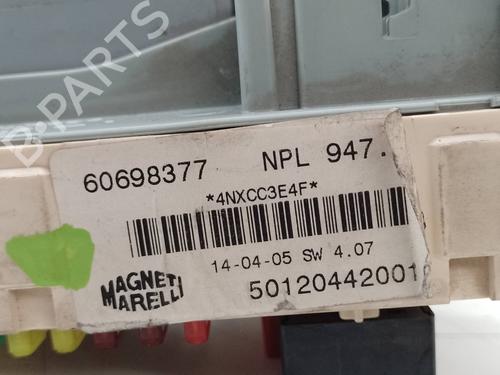 B-PARTS
60698377 NPL 947.
*4NXCC3E4F*
14-04-05 SW 4.07
MAGNETI
MARELLI
50120442001